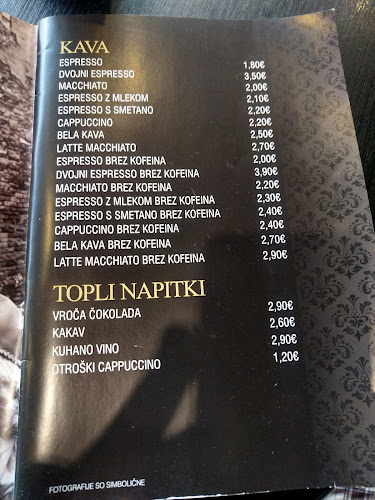 KAVA
ESPRESSO 1,80€
DVOJNI ESPRESSO 3,50€
MACCHIATO 2,00€
ESPRESSO Z MLEKOM 2,10€
ESPRESSO S SMETANO 2,20€
CAPPUCCINO 2,20€
BELA KAVA 2,50€
LATTE MACCHIATO 2,70€
ESPRESSO BREZ KOFEINA 2,00€
DVOJNI ESPRESSO BREZ KOFEINA 3,90€
MACCHIATO BREZ KOFEINA 2,20€
ESPRESSO Z MLEKOM BREZ KOFEINA 2,30€
ESPRESSO S SMETANO BREZ KOFEINA 2,40€
CAPPUCCINO BREZ KOFEINA 2,40€
BELA KAVA BREZ KOFEINA 2,70€
LATTE MACCHIATO BREZ KOFEINA 2,90€
TOPLI NAPITKI
VROČA ČOKOLADA 2,90€
KAKAV 2,60€
KUHANO VINO 2,90€
OTROŠKI CAPPUCCINO 1,20€
FOTOGRAFIJE SO SIMBOLIČNE